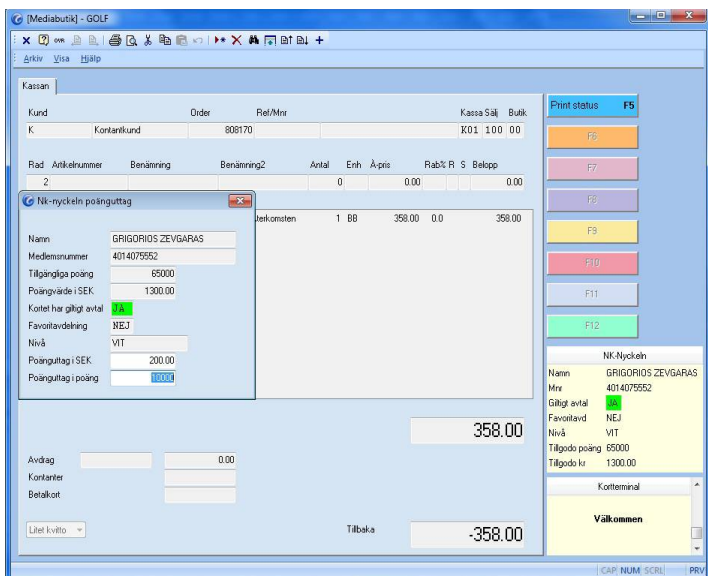 [Mediabutik] - GOLF
OVR
Arkiv Visa Hjälp
Kassan
Kund Order Ref/Mnr Kassa Sälj Butik
K Kontantkund 808170 K01 100 00
Rad Artikelnummer Benämning Benämning2 Antal Enh À-pris Rab% R S Belopp
2 0 0.00 0.00
återkomsten 1 BB 358.00 0.0 358.00
Nk-nyckeln poänguttag
Namn GRIGORIOS ZEVGARAS
Medlemsnummer 4014075552
Tillgängliga poäng 65000
Poängvärde i SEK 1300.00
Kortet har giltigt avtal JA
Favoritavdelning NEJ
Nivå VIT
Poänguttag i SEK 200.00
Poänguttag i poäng 10000
358.00
Avdrag 0.00
Kontanter
Betalkort
Litet kvitto Tillbaka -358.00
Print status F5
F6
F7
F8
F9
F10
F11
F12
NK-Nyckeln
Namn GRIGORIOS ZEVGARAS
Mnr 4014075552
Giltigt avtal JA
Favoritavd NEJ
Nivå VIT
Tillgodo poäng 65000
Tillgodo kr 1300.00
Kortterminal
Välkommen
CAP NUM SCRL PRV